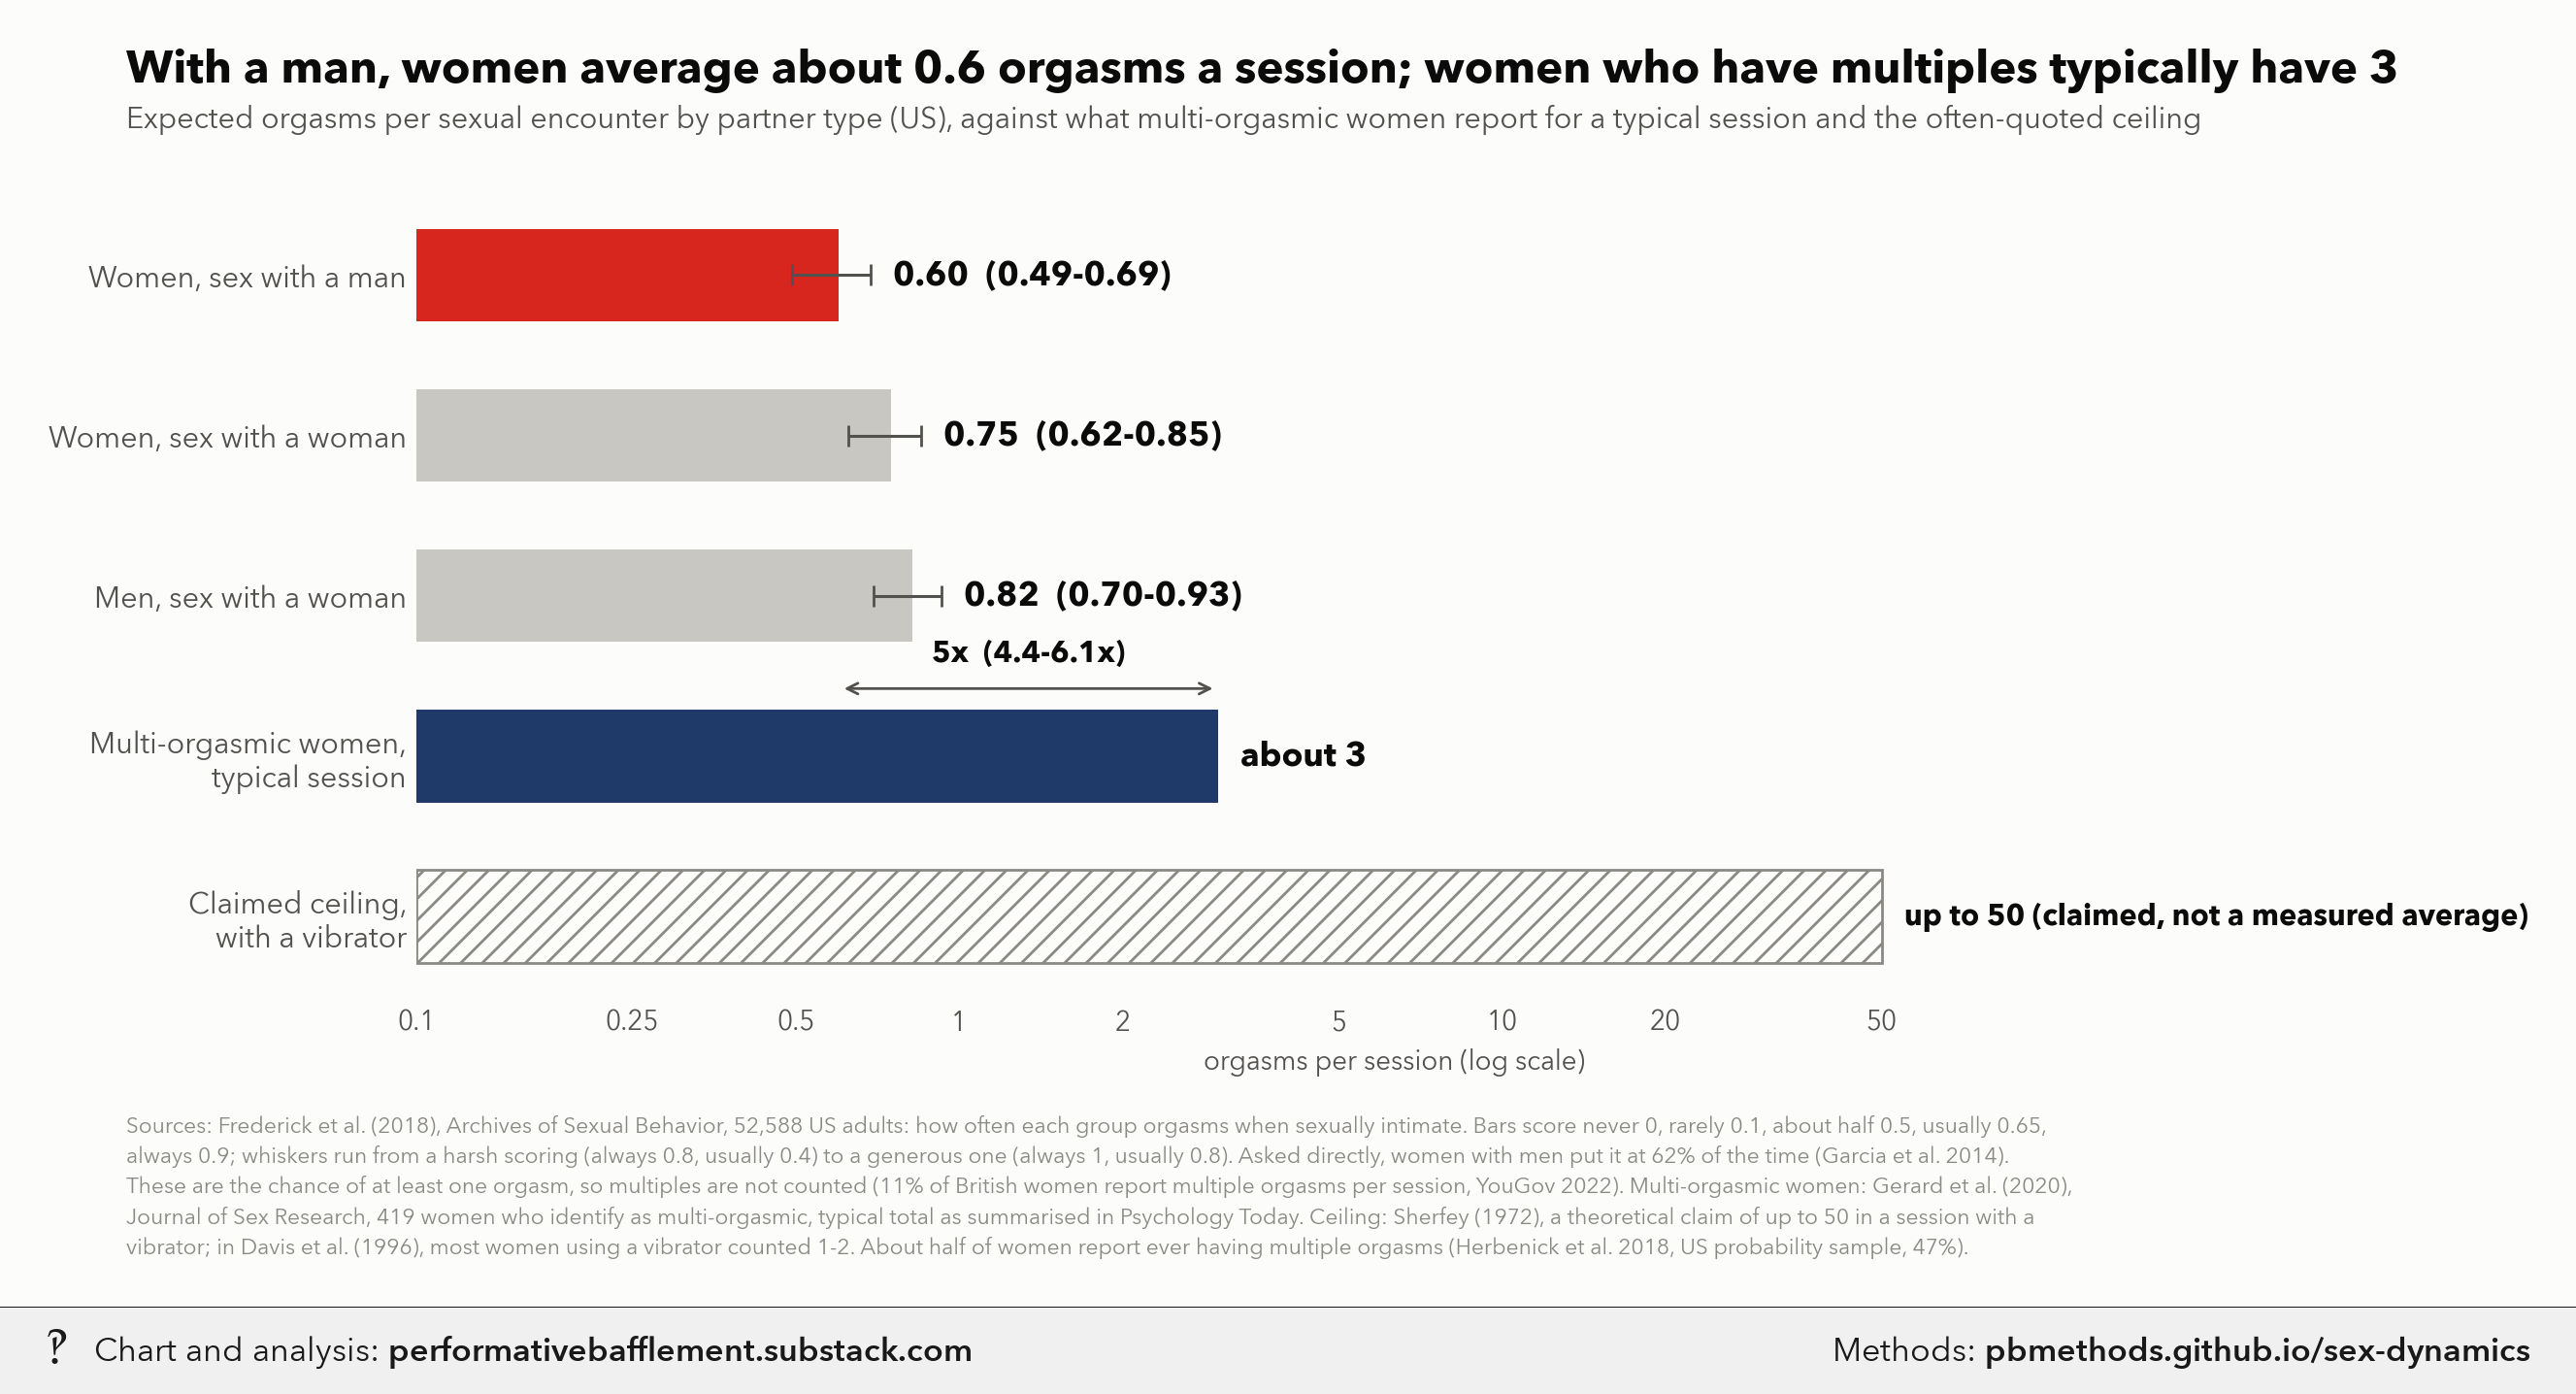 With a man, women average about 0.6 orgasms a session; women who have multiples typically have 3
Expected orgasms per sexual encounter by partner type (US), against what multi-orgasmic women report for a typical session and the often-quoted ceiling
Women, sex with a man
0.60 (0.49-0.69)
Women, sex with a woman
0.75 (0.62-0.85)
Men, sex with a woman
0.82 (0.70-0.93)
5x (4.4-6.1x)
Multi-orgasmic women,
typical session
about 3
Claimed ceiling,
with a vibrator
up to 50 (claimed, not a measured average)
0.1 0.25 0.5 1 2 5 10 20 50
orgasms per session (log scale)
Sources: Frederick et al. (2018), Archives of Sexual Behavior, 52,588 US adults: how often each group orgasms when sexually intimate. Bars score never 0, rarely 0.1, about half 0.5, usually 0.65,
always 0.9; whiskers run from a harsh scoring (always 0.8, usually 0.4) to a generous one (always 1, usually 0.8). Asked directly, women with men put it at 62% of the time (Garcia et al. 2014).
These are the chance of at least one orgasm, so multiples are not counted (11% of British women report multiple orgasms per session, YouGov 2022). Multi-orgasmic women: Gerard et al. (2020),
Journal of Sex Research, 419 women who identify as multi-orgasmic, typical total as summarised in Psychology Today. Ceiling: Sherfey (1972), a theoretical claim of up to 50 in a session with a
vibrator; in Davis et al. (1996), most women using a vibrator counted 1-2. About half of women report ever having multiple orgasms (Herbenick et al. 2018, US probability sample, 47%).
‽ Chart and analysis: performativebafflement.substack.com
Methods: pbmethods.github.io/sex-dynamics